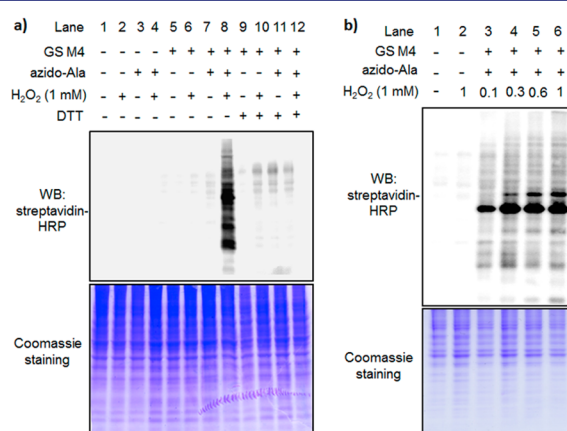 a) Lane 1 2 3 4 5 6 7 8 9 10 11 12
GS M4 - - - - + + + + + + + +
azido-Ala - - + + - - + + - - + +
H₂O₂ (1 mM) - + - + - + - + - + - +
DTT - - - - - - - - + + + +
WB:
streptavidin-
HRP
Coomassie
staining
b) Lane 1 2 3 4 5 6
GS M4 - - + + + +
azido-Ala - - + + + +
H₂O₂ (1 mM) - 1 0.1 0.3 0.6 1
WB:
streptavidin-
HRP
Coomassie
staining